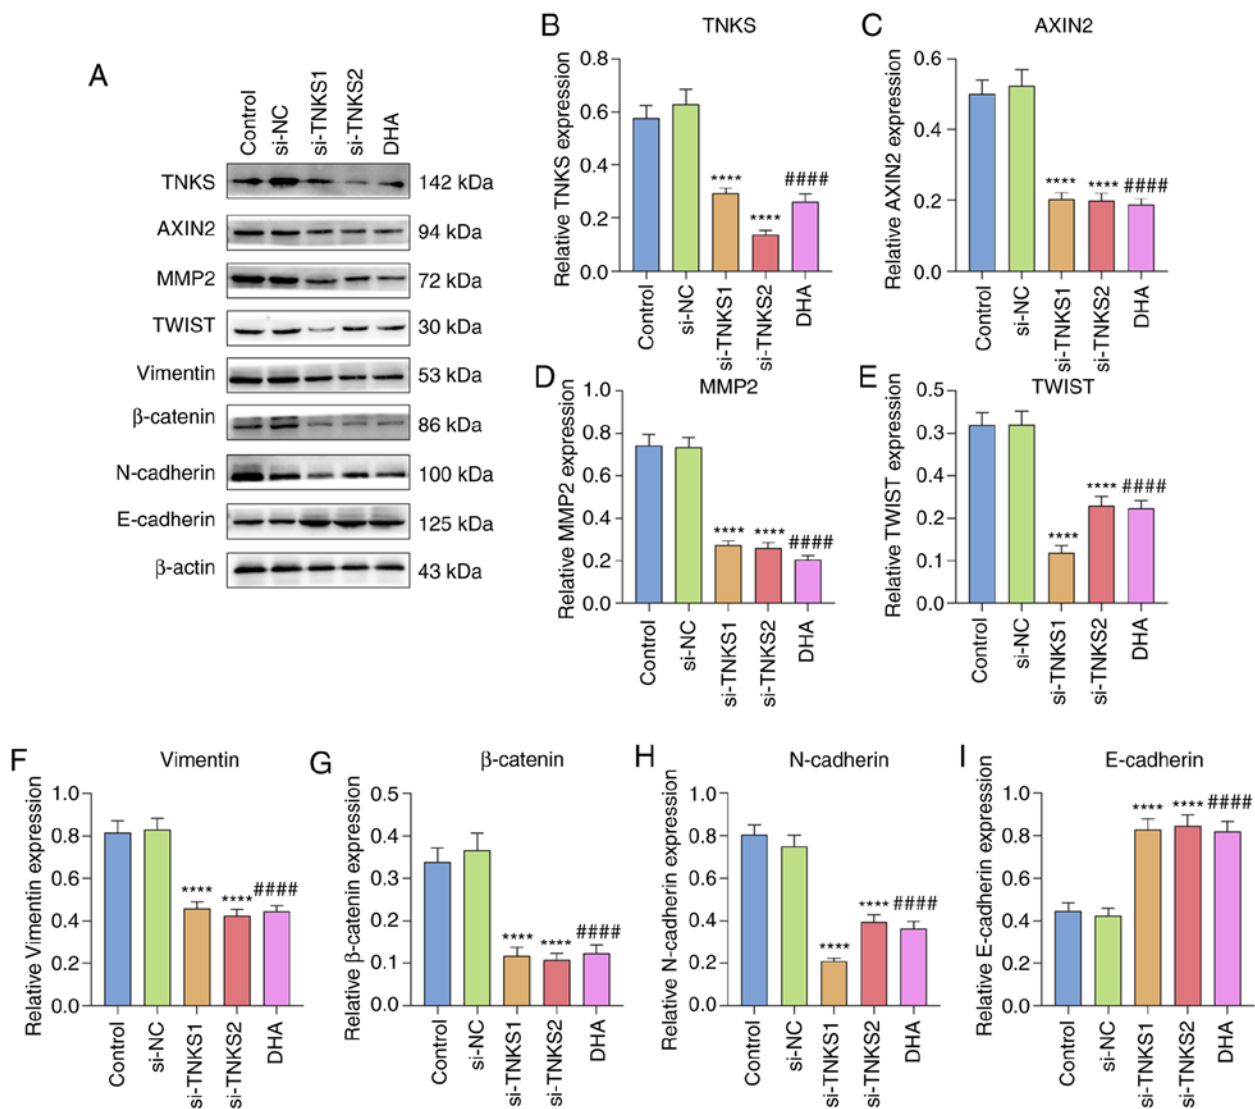 A
Control
si-NC
si-TNKS1
si-TNKS2
DHA
TNKS 142 kDa
AXIN2 94 kDa
MMP2 72 kDa
TWIST 30 kDa
Vimentin 53 kDa
β-catenin 86 kDa
N-cadherin 100 kDa
E-cadherin 125 kDa
β-actin 43 kDa
B
TNKS
Relative TNKS expression
0.8
0.6
0.4
0.2
0.0
**** **** ####
Control
si-NC
si-TNKS1
si-TNKS2
DHA
C
AXIN2
Relative AXIN2 expression
0.6
0.4
0.2
0.0
**** **** ####
Control
si-NC
si-TNKS1
si-TNKS2
DHA
D
MMP2
Relative MMP2 expression
1.0
0.8
0.6
0.4
0.2
0.0
**** **** ####
Control
si-NC
si-TNKS1
si-TNKS2
DHA
E
TWIST
Relative TWIST expression
0.5
0.3
0.4
0.2
0.1
0.0
**** **** ####
Control
si-NC
si-TNKS1
si-TNKS2
DHA
F
Vimentin
Relative Vimentin expression
1.0
0.8
0.6
0.4
0.2
0.0
**** **** ####
Control
si-NC
si-TNKS1
si-TNKS2
DHA
G
β-catenin
Relative β-catenin expression
0.5
0.4
0.3
0.2
0.1
0.0
**** **** ####
Control
si-NC
si-TNKS1
si-TNKS2
DHA
H
N-cadherin
Relative N-cadherin expression
1.0
0.8
0.6
0.4
0.2
0.0
**** **** ####
Control
si-NC
si-TNKS1
si-TNKS2
DHA
I
E-cadherin
Relative E-cadherin expression
1.0
0.8
0.6
0.4
0.2
0.0
**** **** ####
Control
si-NC
si-TNKS1
si-TNKS2
DHA